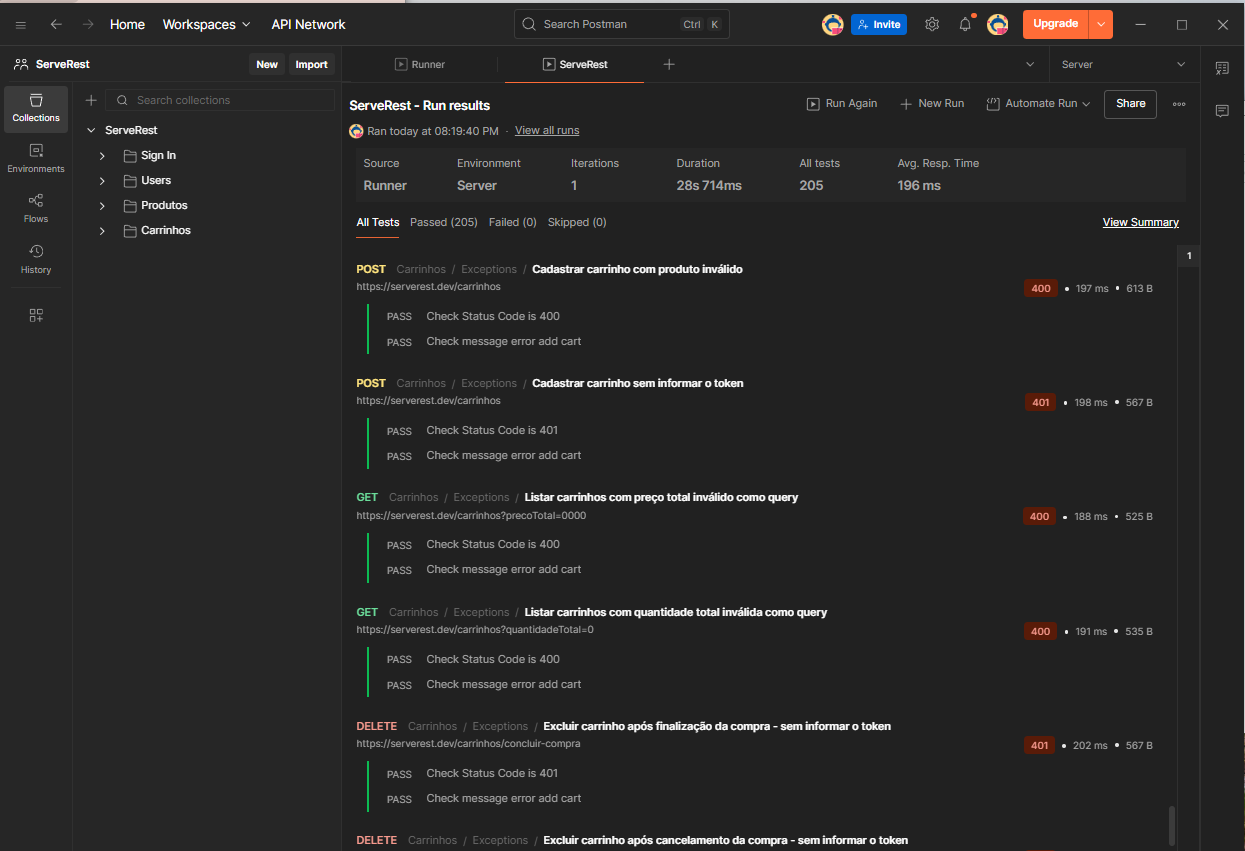 Home Workspaces API Network Search Postman Ctrl K Invite Upgrade
ServeRest New Import Runner ServeRest Server
Collections
Environments
Flows
History
Search collections
ServeRest
Sign In
Users
Produtos
Carrinhos
ServeRest - Run results
Run Again New Run Automate Run Share
Ran today at 08:19:40 PM · View all runs
Source Environment Iterations Duration All tests Avg. Resp. Time
Runner Server 1 28s 714ms 205 196 ms
All Tests Passed (205) Failed (0) Skipped (0) View Summary
1
POST Carrinhos / Exceptions / Cadastrar carrinho com produto inválido
https://serverest.dev/carrinhos
400 • 197 ms • 613 B
PASS Check Status Code is 400
PASS Check message error add cart
POST Carrinhos / Exceptions / Cadastrar carrinho sem informar o token
https://serverest.dev/carrinhos
401 • 198 ms • 567 B
PASS Check Status Code is 401
PASS Check message error add cart
GET Carrinhos / Exceptions / Listar carrinhos com preço total inválido como query
https://serverest.dev/carrinhos?precoTotal=0000
400 • 188 ms • 525 B
PASS Check Status Code is 400
PASS Check message error add cart
GET Carrinhos / Exceptions / Listar carrinhos com quantidade total inválida como query
https://serverest.dev/carrinhos?quantidadeTotal=0
400 • 191 ms • 535 B
PASS Check Status Code is 400
PASS Check message error add cart
DELETE Carrinhos / Exceptions / Excluir carrinho após finalização da compra - sem informar o token
https://serverest.dev/carrinhos/concluir-compra
401 • 202 ms • 567 B
PASS Check Status Code is 401
PASS Check message error add cart
DELETE Carrinhos / Exceptions / Excluir carrinho após cancelamento da compra - sem informar o token